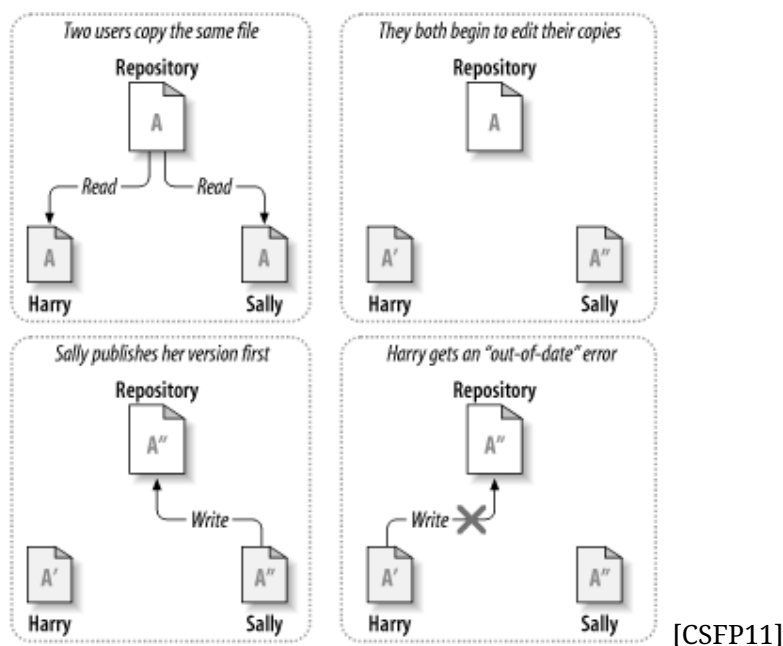 Two users copy the same file
Repository
A
Read Read
A A
Harry Sally
They both begin to edit their copies
Repository
A
A' A"
Harry Sally
Sally publishes her version first
Repository
A"
Write
A' A"
Harry Sally
Harry gets an “out-of-date” error
Repository
A"
Write
A' A"
Harry Sally
[CSFP11]